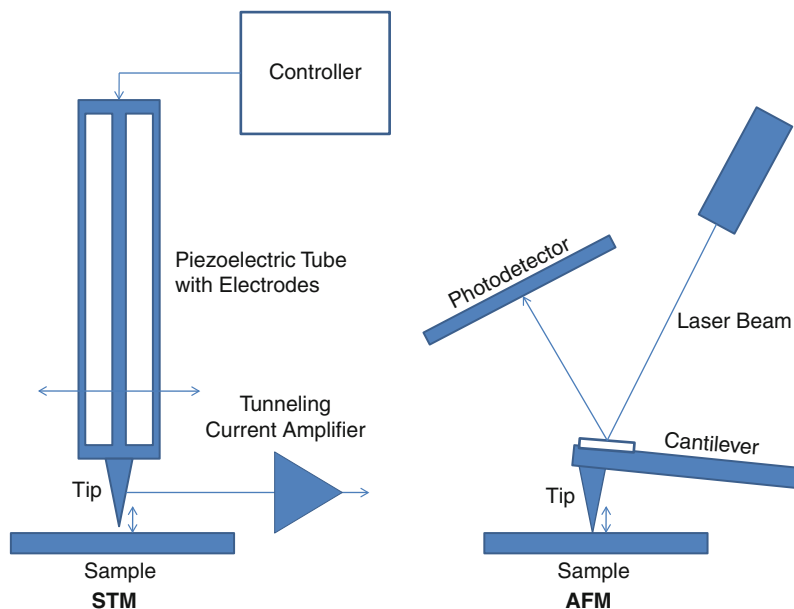 Controller
Piezoelectric Tube
with Electrodes
Tunneling
Current Amplifier
Tip
Sample
STM
Photodetector
Laser Beam
Cantilever
Tip
Sample
AFM